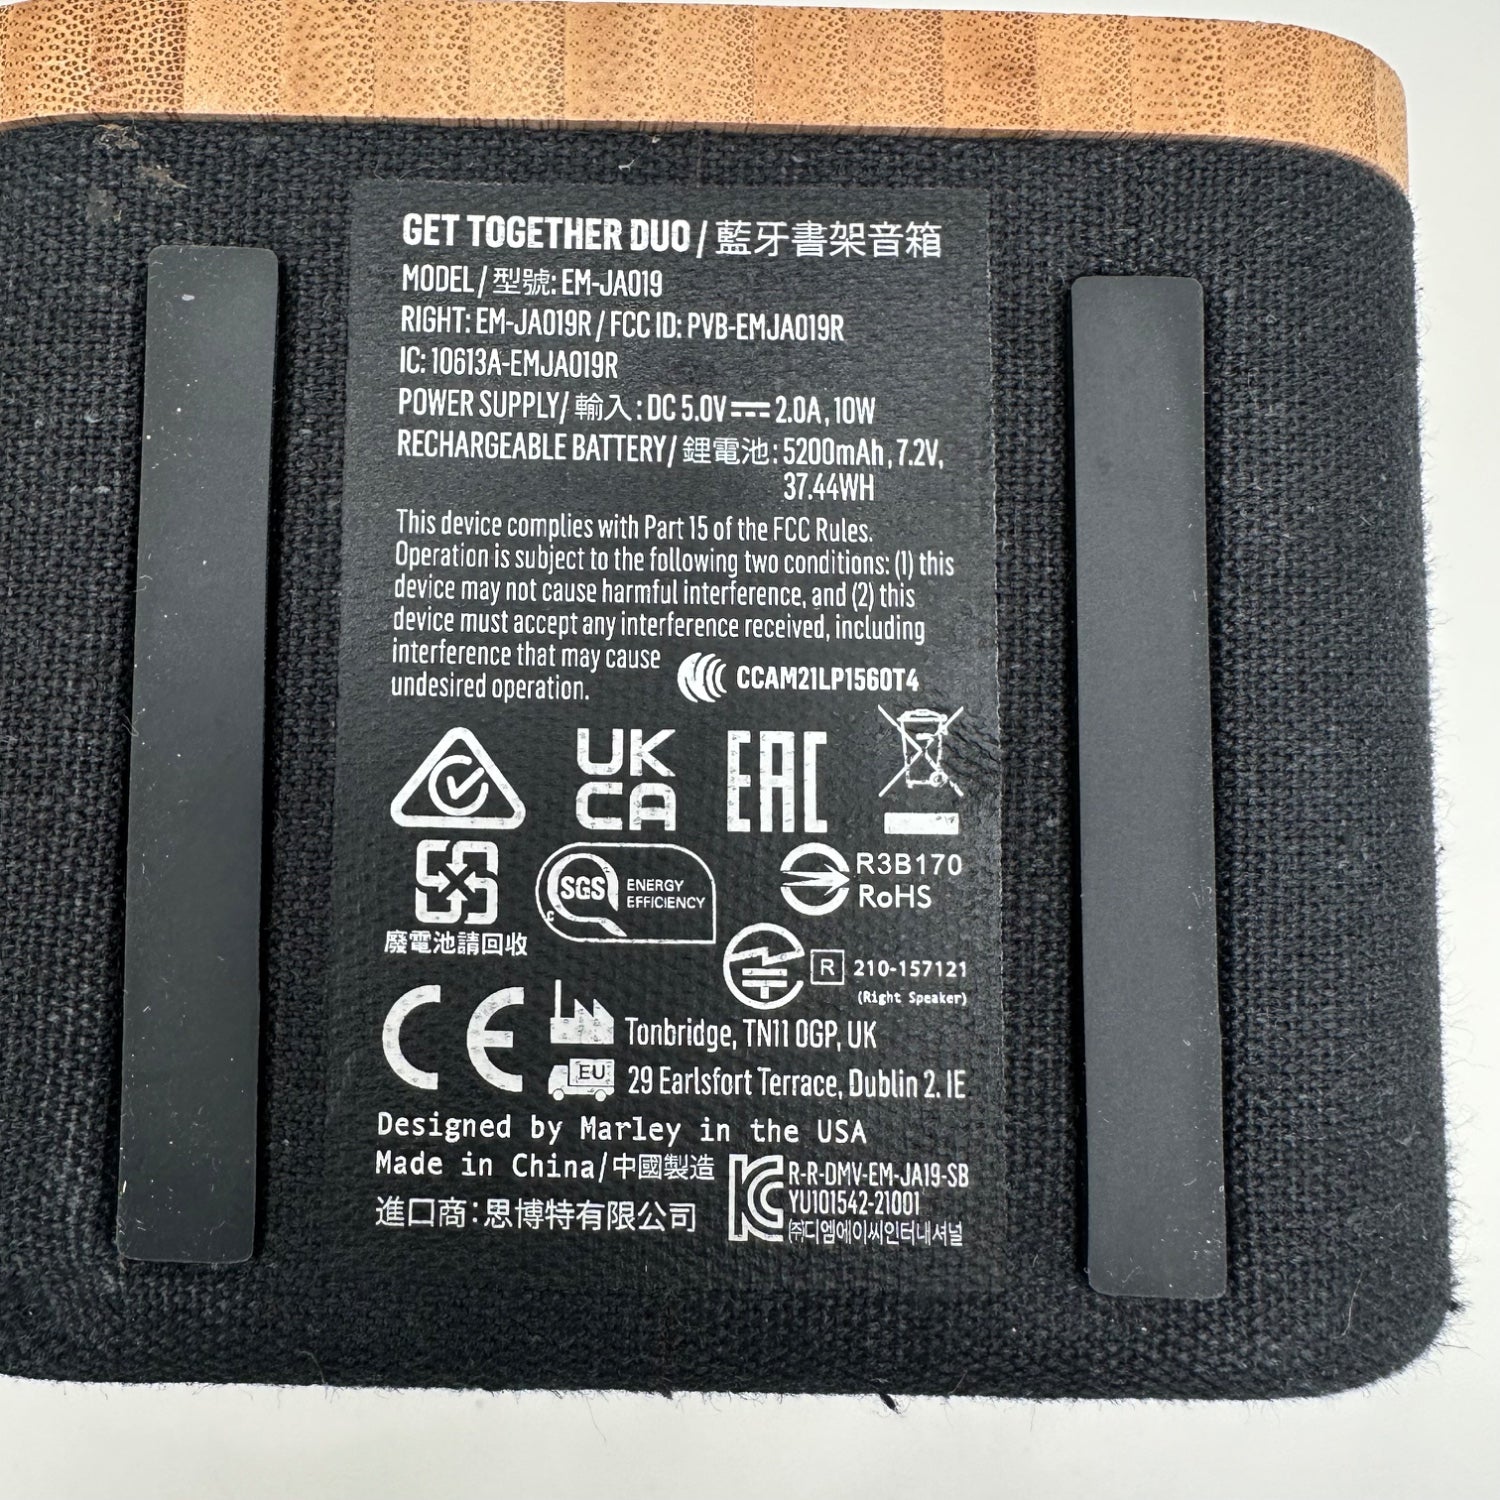 GET TOGETHER DUO / 藍牙書架音箱
MODEL / 型號: EM-JA019
RIGHT: EM-JA019R / FCC ID: PVB-EMJA019R
IC: 10613A-EMJA019R
POWER SUPPLY/ 輸入: DC 5.0V⎓2.0A, 10W
RECHARGEABLE BATTERY/ 鋰電池: 5200mAh, 7.2V,
37.44WH
This device complies with Part 15 of the FCC Rules.
Operation is subject to the following two conditions: (1) this
device may not cause harmful interference, and (2) this
device must accept any interference received, including
interference that may cause
undesired operation.
CCAM21LP1560T4
UK
CA
EAC
SGS
C
ENERGY
EFFICIENCY
R3B170
RoHS
廢電池請回收
R 210-157121
(Right Speaker)
CE
Tonbridge, TN11 0GP, UK
EU
29 Earlsfort Terrace, Dublin 2. IE
Designed by Marley in the USA
Made in China/中國製造
進口商:思博特有限公司
R-R-DMV-EM-JA19-SB
YU101542-21001
㈜디엠에이씨인터내셔널